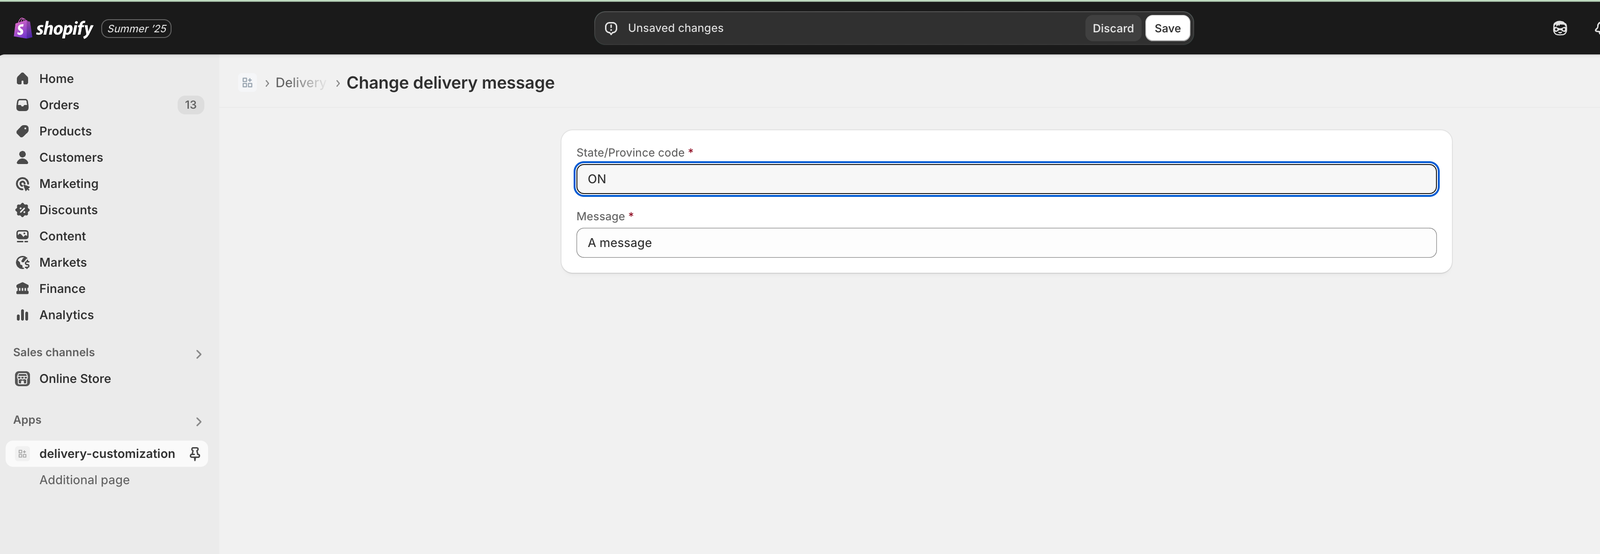 shopify Summer '25
Unsaved changes
Discard
Save
Home
Orders 13
Products
Customers
Marketing
Discounts
Content
Markets
Finance
Analytics
Sales channels
Online Store
Apps
delivery-customization
Additional page
Delivery
Change delivery message
State/Province code *
ON
Message *
A message